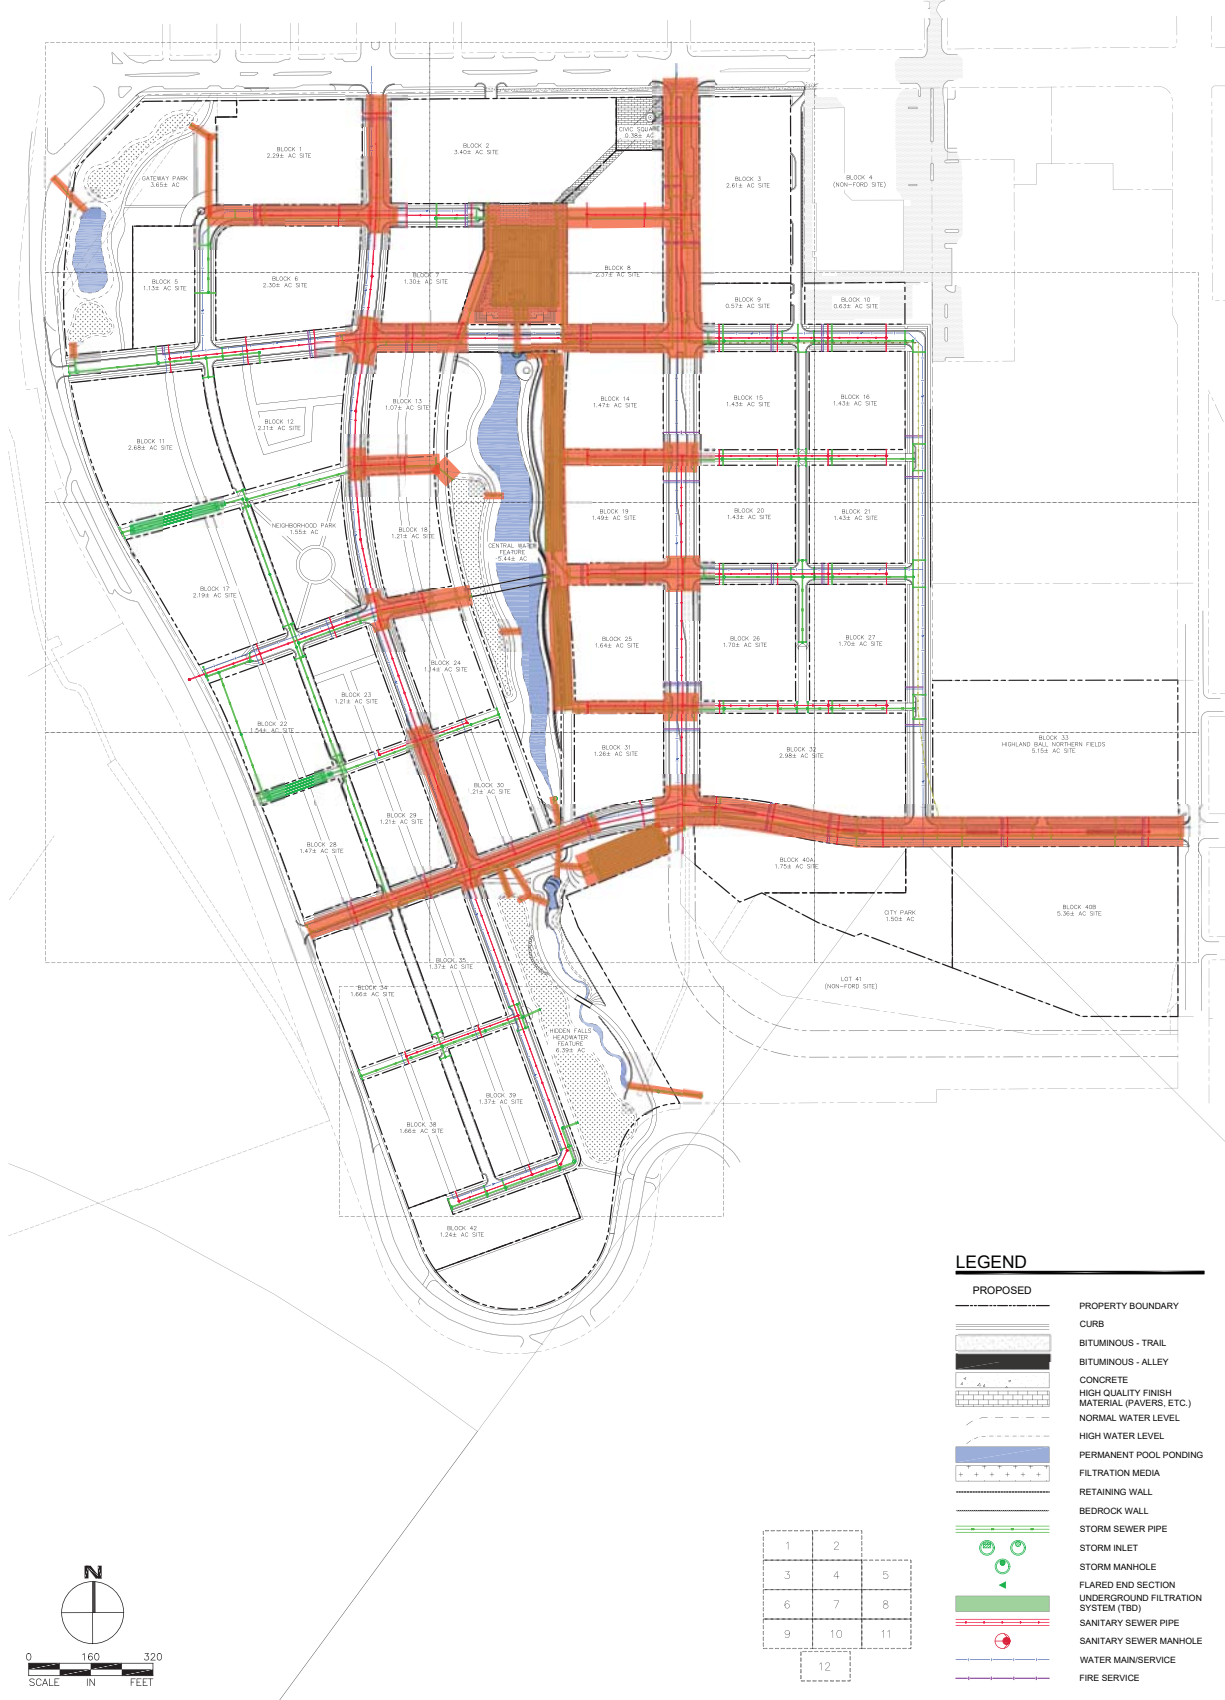 BLOCK 1
2.29± AC SITE
BLOCK 2
3.40± AC SITE
CIVIC SQUARE
0.38± AC
BLOCK 3
2.61± AC SITE
BLOCK 4
(NON-FORD SITE)
GATEWAY PARK
3.65± AC
BLOCK 5
1.13± AC SITE
BLOCK 6
2.30± AC SITE
BLOCK 7
1.30± AC SITE
BLOCK 8
2.37± AC SITE
BLOCK 9
0.57± AC SITE
BLOCK 10
0.63± AC SITE
BLOCK 11
2.68± AC SITE
BLOCK 12
2.11± AC SITE
BLOCK 13
1.07± AC SITE
BLOCK 14
1.47± AC SITE
BLOCK 15
1.43± AC SITE
BLOCK 16
1.43± AC SITE
NEIGHBORHOOD PARK
1.55± AC
BLOCK 17
2.19± AC SITE
BLOCK 18
1.21± AC SITE
CENTRAL WATER
FEATURE
5.44± AC
BLOCK 19
1.49± AC SITE
BLOCK 20
1.43± AC SITE
BLOCK 21
1.43± AC SITE
BLOCK 22
1.54± AC SITE
BLOCK 23
1.21± AC SITE
BLOCK 24
1.14± AC SITE
BLOCK 25
1.64± AC SITE
BLOCK 26
1.70± AC SITE
BLOCK 27
1.70± AC SITE
BLOCK 28
1.47± AC SITE
BLOCK 29
1.21± AC SITE
BLOCK 30
1.21± AC SITE
BLOCK 31
1.26± AC SITE
BLOCK 32
2.98± AC SITE
BLOCK 33
HIGHLAND BALL NORTHERN FIELDS
5.15± AC SITE
BLOCK 34
1.66± AC SITE
BLOCK 35
1.37± AC SITE
BLOCK 40A
1.75± AC SITE
CITY PARK
1.50± AC
BLOCK 40B
5.36± AC SITE
LOT 41
(NON-FORD SITE)
HIDDEN FALLS
HEADWATER
FEATURE
6.39± AC
BLOCK 38
1.66± AC SITE
BLOCK 39
1.37± AC SITE
BLOCK 42
1.24± AC SITE
LEGEND
PROPOSED
PROPERTY BOUNDARY
CURB
BITUMINOUS - TRAIL
BITUMINOUS - ALLEY
CONCRETE
HIGH QUALITY FINISH
MATERIAL (PAVERS, ETC.)
NORMAL WATER LEVEL
HIGH WATER LEVEL
PERMANENT POOL PONDING
FILTRATION MEDIA
RETAINING WALL
BEDROCK WALL
STORM SEWER PIPE
STORM INLET
STORM MANHOLE
FLARED END SECTION
UNDERGROUND FILTRATION
SYSTEM (TBD)
SANITARY SEWER PIPE
SANITARY SEWER MANHOLE
WATER MAIN/SERVICE
FIRE SERVICE
1 2
3 4 5
6 7 8
9 10 11
12
N
0 160 320
SCALE IN FEET